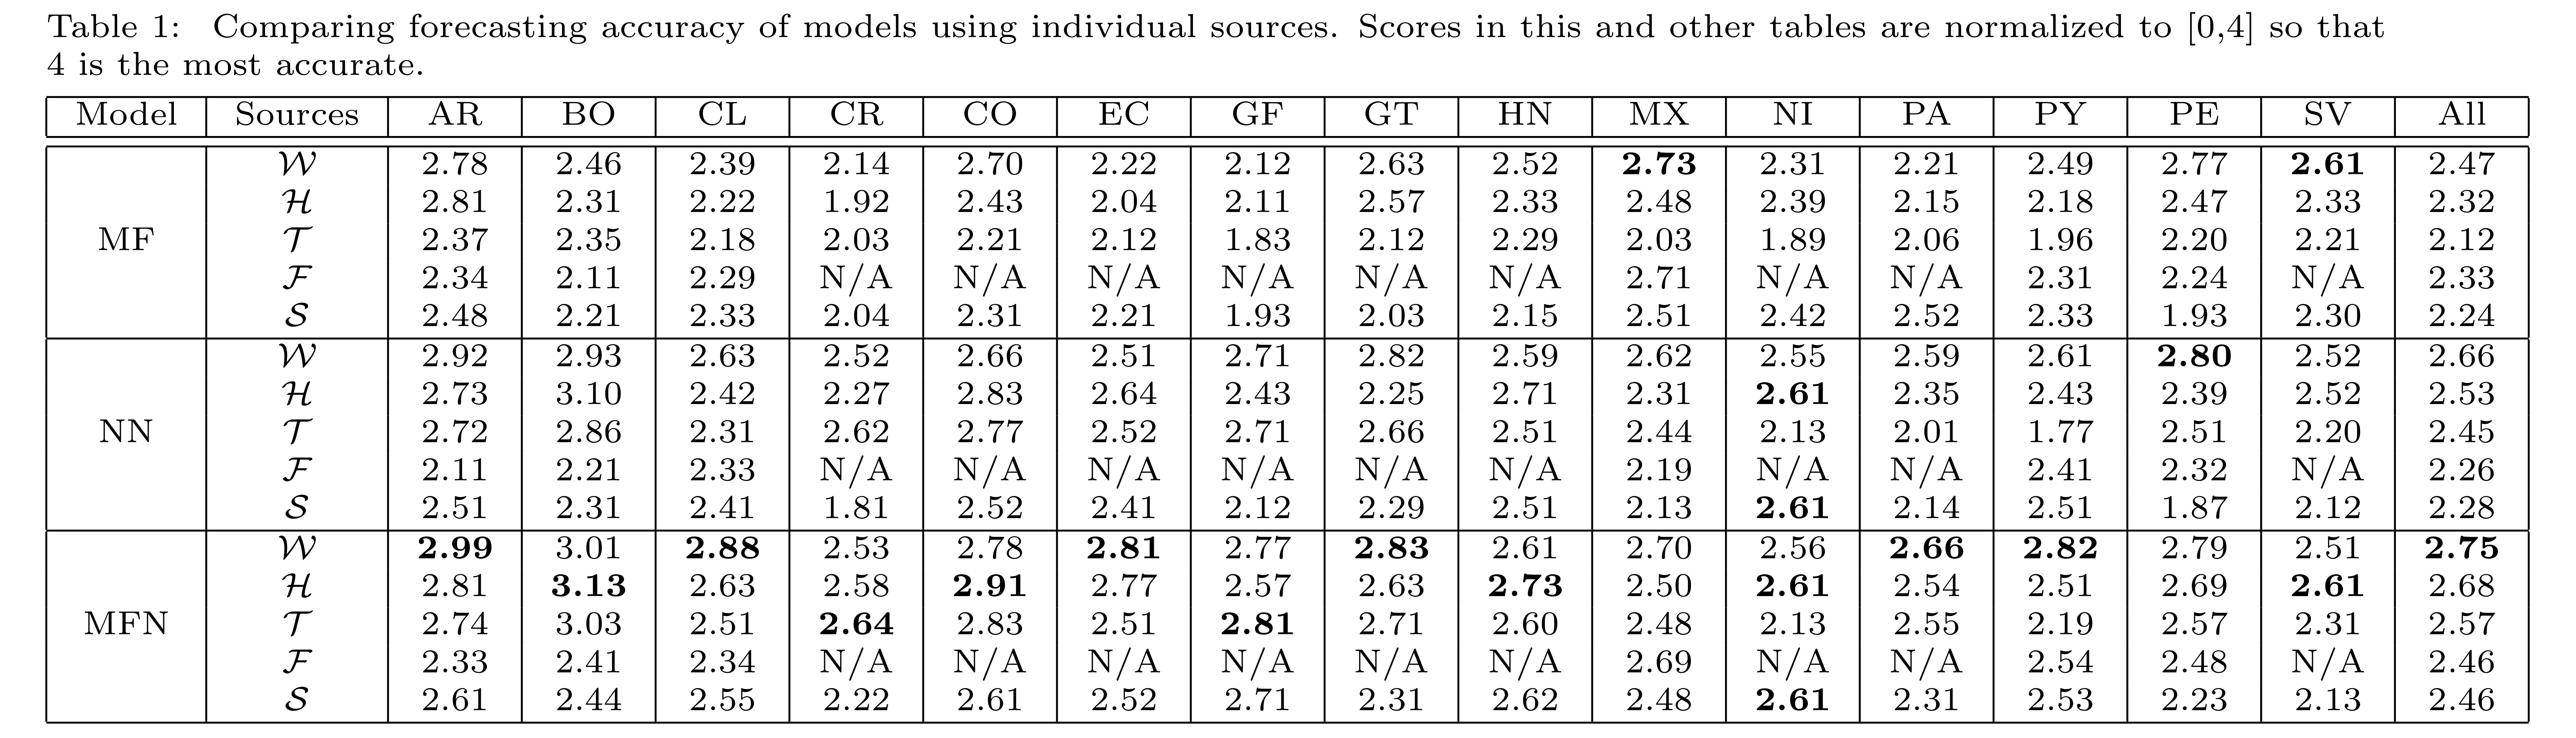 Table 1: Comparing forecasting accuracy of models using individual sources. Scores in this and other tables are normalized to [0,4] so that
4 is the most accurate.
Model Sources AR BO CL CR CO EC GF GT HN MX NI PA PY PE SV All
𝒲 2.78 2.46 2.39 2.14 2.70 2.22 2.12 2.63 2.52 2.73 2.31 2.21 2.49 2.77 2.61 2.47
ℋ 2.81 2.31 2.22 1.92 2.43 2.04 2.11 2.57 2.33 2.48 2.39 2.15 2.18 2.47 2.33 2.32
MF 𝒯 2.37 2.35 2.18 2.03 2.21 2.12 1.83 2.12 2.29 2.03 1.89 2.06 1.96 2.20 2.21 2.12
ℱ 2.34 2.11 2.29 N/A N/A N/A N/A N/A N/A 2.71 N/A N/A 2.31 2.24 N/A 2.33
𝒮 2.48 2.21 2.33 2.04 2.31 2.21 1.93 2.03 2.15 2.51 2.42 2.52 2.33 1.93 2.30 2.24
𝒲 2.92 2.93 2.63 2.52 2.66 2.51 2.71 2.82 2.59 2.62 2.55 2.59 2.61 2.80 2.52 2.66
ℋ 2.73 3.10 2.42 2.27 2.83 2.64 2.43 2.25 2.71 2.31 2.61 2.35 2.43 2.39 2.52 2.53
NN 𝒯 2.72 2.86 2.31 2.62 2.77 2.52 2.71 2.66 2.51 2.44 2.13 2.01 1.77 2.51 2.20 2.45
ℱ 2.11 2.21 2.33 N/A N/A N/A N/A N/A N/A 2.19 N/A N/A 2.41 2.32 N/A 2.26
𝒮 2.51 2.31 2.41 1.81 2.52 2.41 2.12 2.29 2.51 2.13 2.61 2.14 2.51 1.87 2.12 2.28
𝒲 2.99 3.01 2.88 2.53 2.78 2.81 2.77 2.83 2.61 2.70 2.56 2.66 2.82 2.79 2.51 2.75
ℋ 2.81 3.13 2.63 2.58 2.91 2.77 2.57 2.63 2.73 2.50 2.61 2.54 2.51 2.69 2.61 2.68
MFN 𝒯 2.74 3.03 2.51 2.64 2.83 2.51 2.81 2.71 2.60 2.48 2.13 2.55 2.19 2.57 2.31 2.57
ℱ 2.33 2.41 2.34 N/A N/A N/A N/A N/A N/A 2.69 N/A N/A 2.54 2.48 N/A 2.46
𝒮 2.61 2.44 2.55 2.22 2.61 2.52 2.71 2.31 2.62 2.48 2.61 2.31 2.53 2.23 2.13 2.46